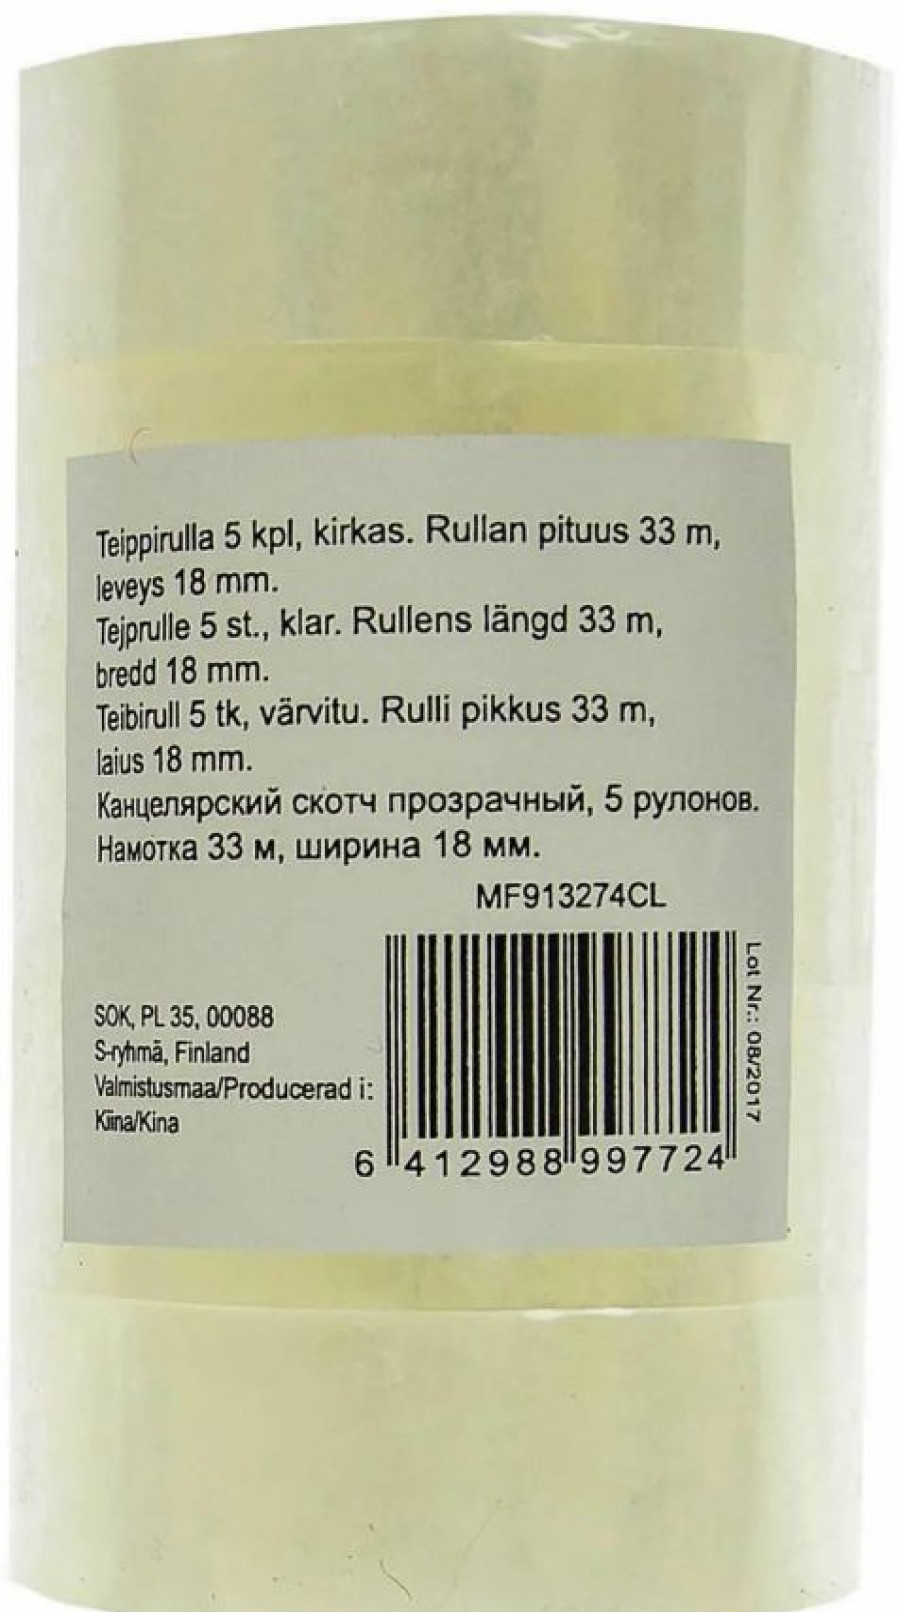 Teippirulla 5 kpl, kirkas. Rullan pituus 33 m,
leveys 18 mm.
Tejprulle 5 st., klar. Rullens längd 33 m,
bredd 18 mm.
Teibirull 5 tk, värvitu. Rulli pikkus 33 m,
laius 18 mm.
Канцелярский скотч прозрачный, 5 рулонов.
Намотка 33 м, ширина 18 мм.
MF913274CL
SOK, PL 35, 00088
S-ryhmä, Finland
Valmistusmaa/Producerad i:
Kiina/Kina
6 412988 997724
Lot Nr.: 08/2017